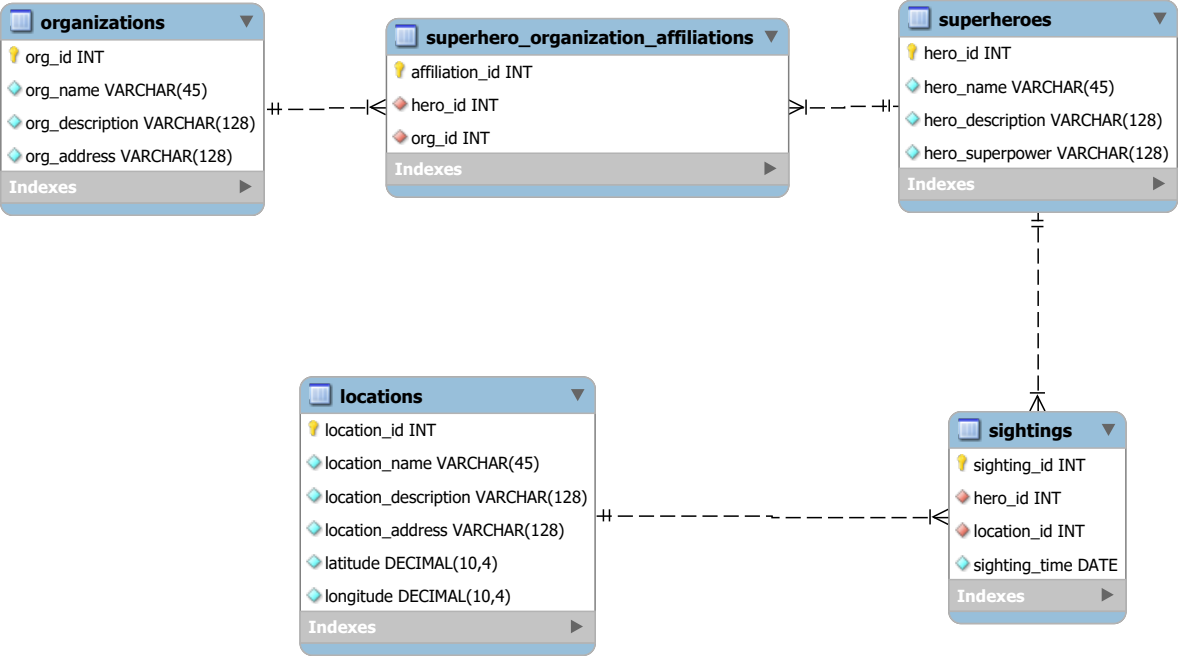 organizations
org_id INT
org_name VARCHAR(45)
org_description VARCHAR(128)
org_address VARCHAR(128)
Indexes
superhero_organization_affiliations
affiliation_id INT
hero_id INT
org_id INT
Indexes
superheroes
hero_id INT
hero_name VARCHAR(45)
hero_description VARCHAR(128)
hero_superpower VARCHAR(128)
Indexes
locations
location_id INT
location_name VARCHAR(45)
location_description VARCHAR(128)
location_address VARCHAR(128)
latitude DECIMAL(10,4)
longitude DECIMAL(10,4)
Indexes
sightings
sighting_id INT
hero_id INT
location_id INT
sighting_time DATE
Indexes